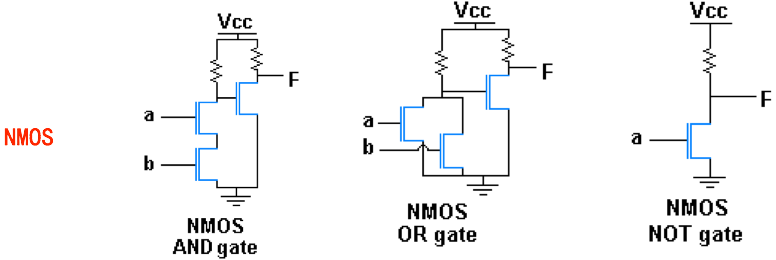 Vcc
F
a
b
NMOS
AND gate
Vcc
F
a
b
NMOS
OR gate
Vcc
F
a
NMOS
NOT gate
NMOS